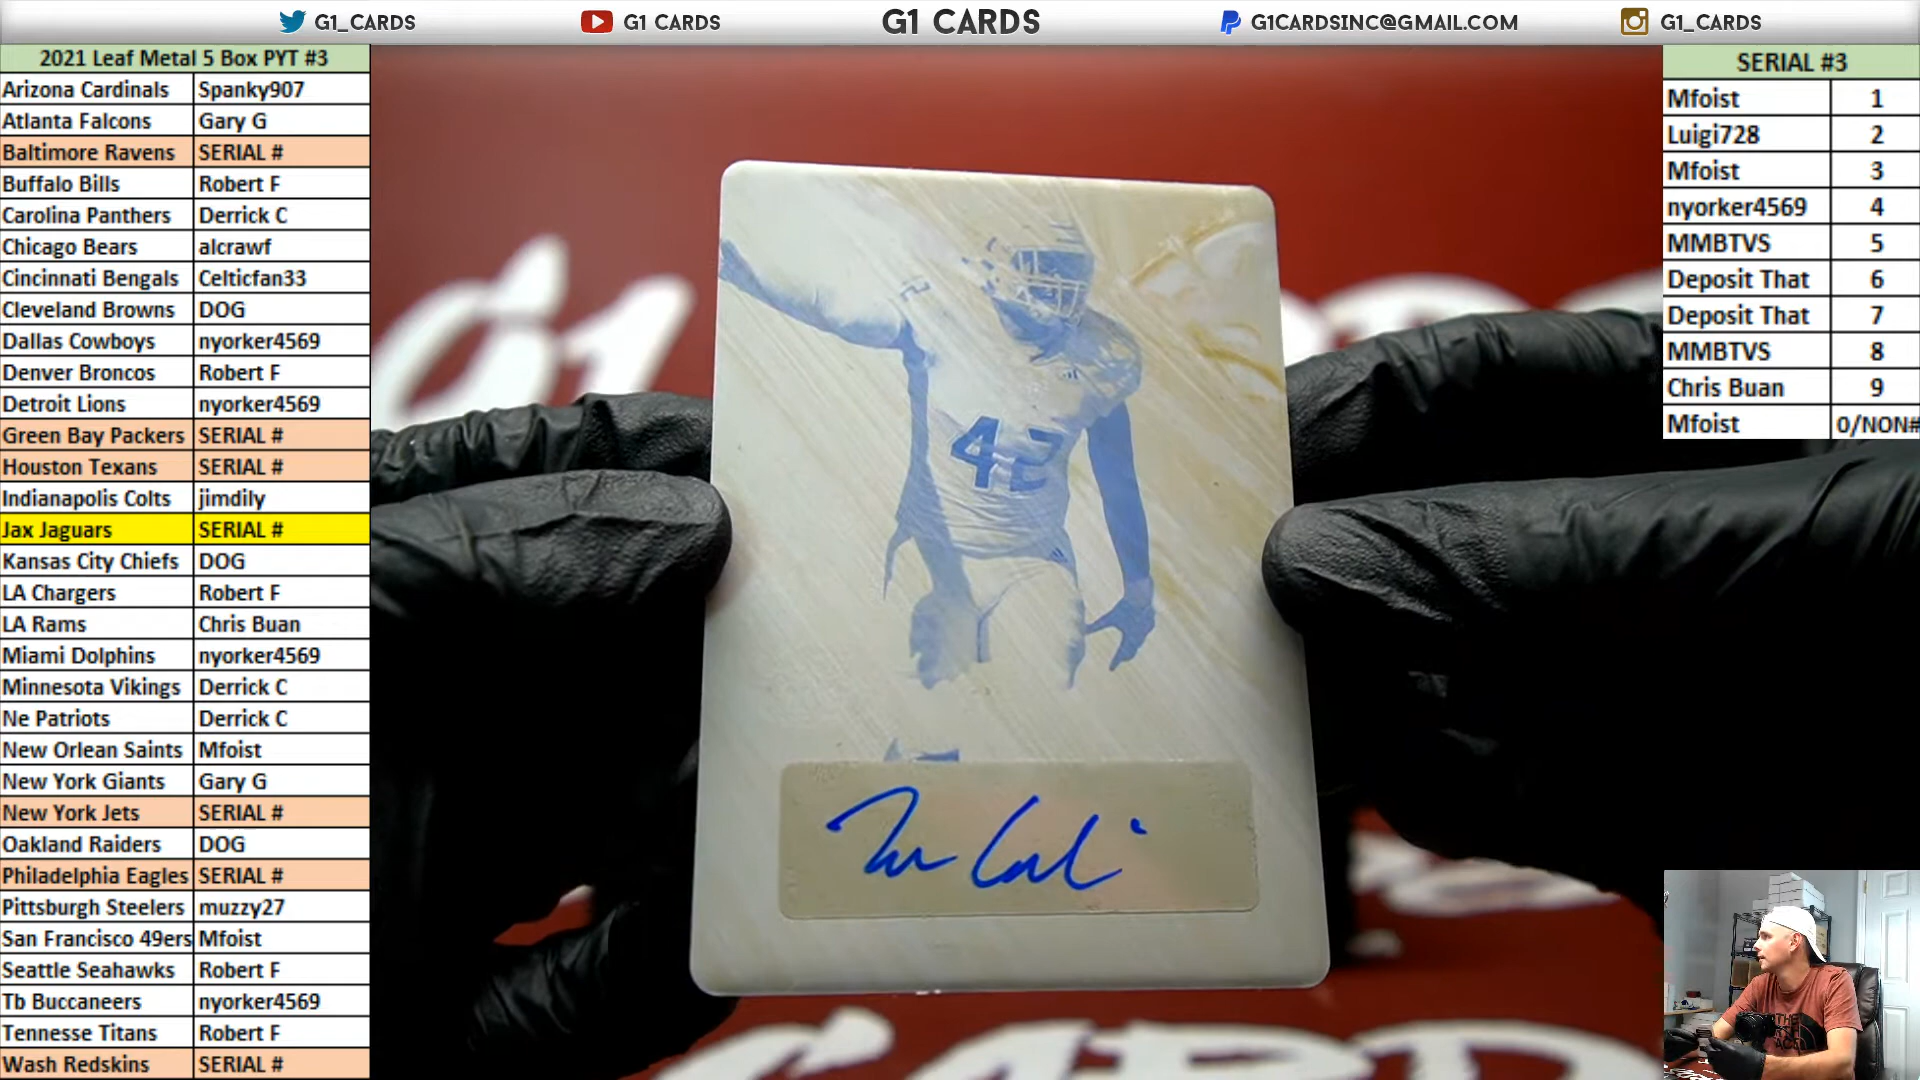 G1_CARDS G1 CARDS G1 CARDS G1CARDSINC@GMAIL.COM G1_CARDS
2021 Leaf Metal 5 Box PYT #3
Arizona Cardinals Spanky907
Atlanta Falcons Gary G
Baltimore Ravens SERIAL #
Buffalo Bills Robert F
Carolina Panthers Derrick C
Chicago Bears alcrawf
Cincinnati Bengals Celticfan33
Cleveland Browns DOG
Dallas Cowboys nyorker4569
Denver Broncos Robert F
Detroit Lions nyorker4569
Green Bay Packers SERIAL #
Houston Texans SERIAL #
Indianapolis Colts jimdily
Jax Jaguars SERIAL #
Kansas City Chiefs DOG
LA Chargers Robert F
LA Rams Chris Buan
Miami Dolphins nyorker4569
Minnesota Vikings Derrick C
Ne Patriots Derrick C
New Orlean Saints Mfoist
New York Giants Gary G
New York Jets SERIAL #
Oakland Raiders DOG
Philadelphia Eagles SERIAL #
Pittsburgh Steelers muzzy27
San Francisco 49ers Mfoist
Seattle Seahawks Robert F
Tb Buccaneers nyorker4569
Tennesse Titans Robert F
Wash Redskins SERIAL #
42
SERIAL #3
Mfoist 1
Luigi728 2
Mfoist 3
nyorker4569 4
MMBTVS 5
Deposit That 6
Deposit That 7
MMBTVS 8
Chris Buan 9
Mfoist 0/NON#